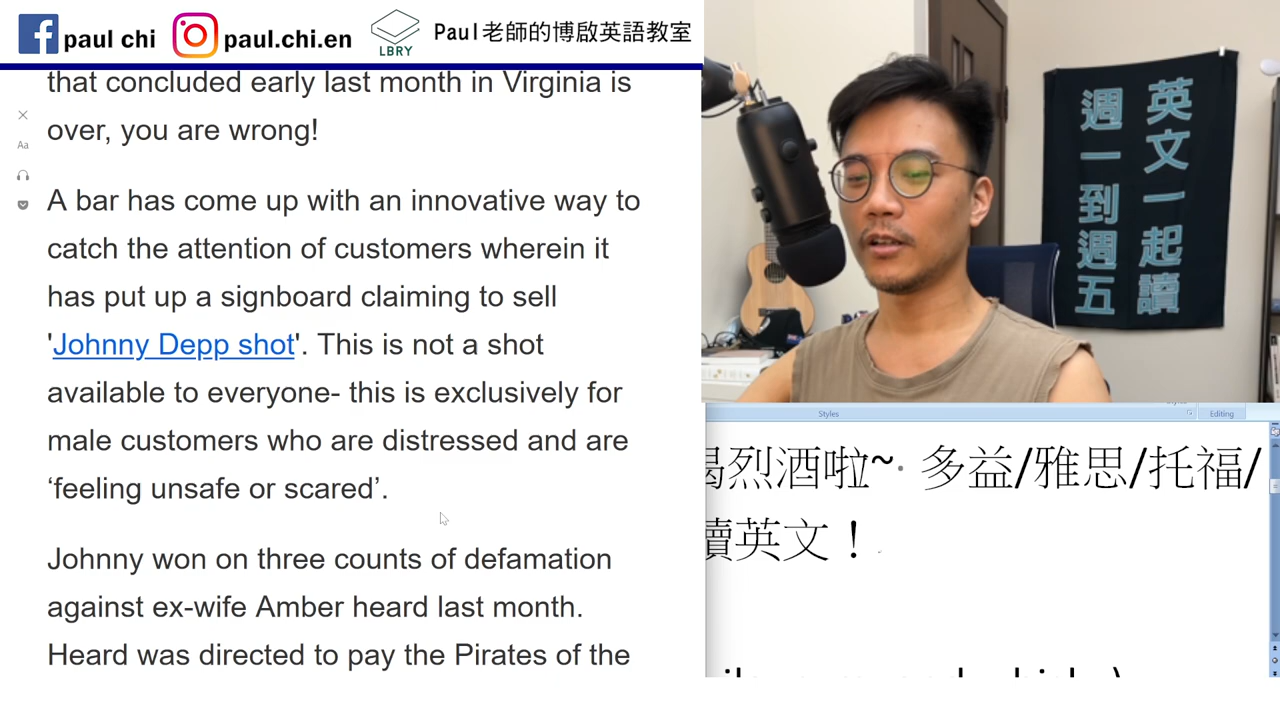 paul chi
paul.chi.en
LBRY
Paul老師的博啟英語教室
that concluded early last month in Virginia is
over, you are wrong!
Aa
A bar has come up with an innovative way to
catch the attention of customers wherein it
has put up a signboard claiming to sell
'Johnny Depp shot'. This is not a shot
available to everyone- this is exclusively for
male customers who are distressed and are
‘feeling unsafe or scared’.
Johnny won on three counts of defamation
against ex-wife Amber heard last month.
Heard was directed to pay the Pirates of the
英文一起讀
週一到週五
Styles
Editing
喝烈酒啦~ 多益/雅思/托福/
讀英文！